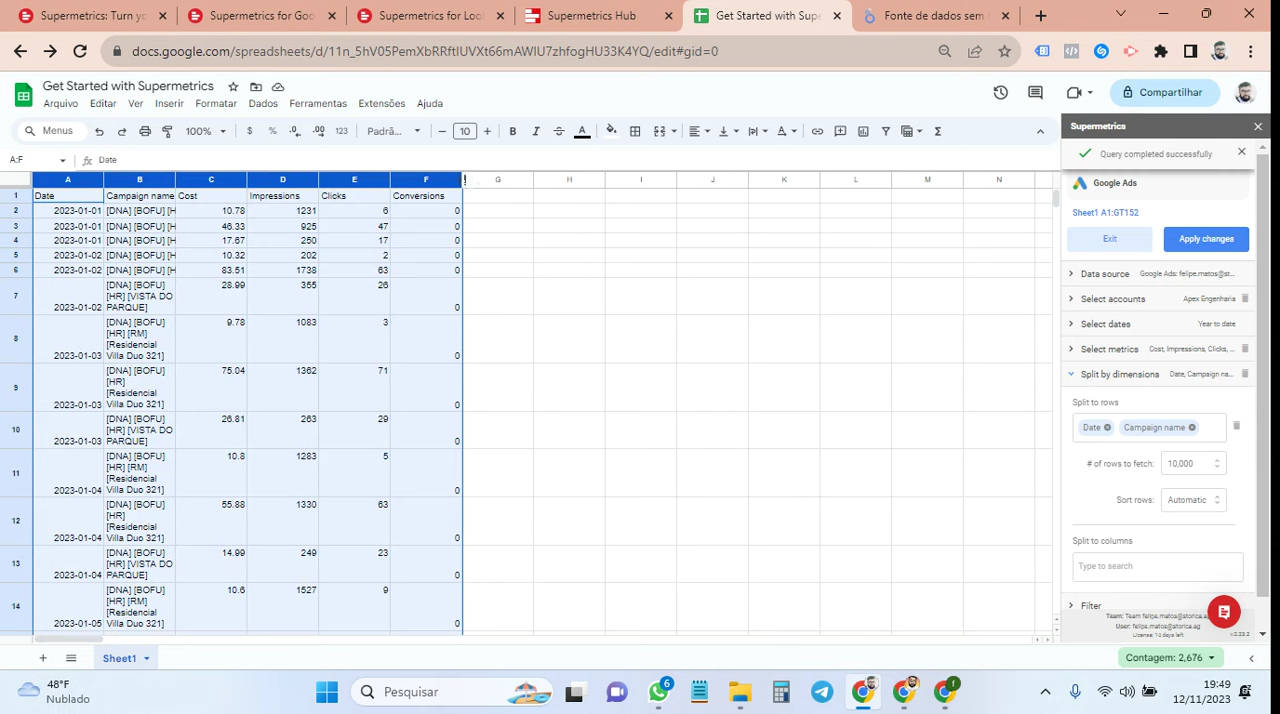 Supermetrics: Turn yo
Supermetrics for Goo
Supermetrics for Look
Supermetrics Hub
Get Started with Supe
Fonte de dados sem t
docs.google.com/spreadsheets/d/11n_5hV05PemXbRRftIUVXt66mAWlU7zhfogHU33K4YQ/edit#gid=0
Get Started with Supermetrics
Arquivo Editar Ver Inserir Formatar Dados Ferramentas Extensões Ajuda
Compartilhar
Menus 100% $ % .0 .00 123 Padrã... 10 B I A
A:F Date
A B C D E F G H I J K L M N
1 Date Campaign name Cost Impressions Clicks Conversions
2 2023-01-01 [DNA] [BOFU] [H 10.78 1231 6 0
3 2023-01-01 [DNA] [BOFU] [H 46.33 925 47 0
4 2023-01-01 [DNA] [BOFU] [H 17.67 250 17 0
5 2023-01-02 [DNA] [BOFU] [H 10.32 202 2 0
6 2023-01-02 [DNA] [BOFU] [H 83.51 1738 63 0
[DNA] [BOFU] 28.99 355 26
[HR] [VISTA DO
7 2023-01-02 PARQUE] 0
[DNA] [BOFU] 9.78 1083 3
[HR] [RM]
[Residencial
8 2023-01-03 Villa Duo 321] 0
[DNA] [BOFU] 75.04 1362 71
[HR]
[Residencial
9 2023-01-03 Villa Duo 321] 0
[DNA] [BOFU] 26.81 263 29
[HR] [VISTA DO
10 2023-01-03 PARQUE] 0
[DNA] [BOFU] 10.8 1283 5
[HR] [RM]
[Residencial
11 2023-01-04 Villa Duo 321] 0
[DNA] [BOFU] 55.88 1330 63
[HR]
[Residencial
12 2023-01-04 Villa Duo 321] 0
[DNA] [BOFU] 14.99 249 23
[HR] [VISTA DO
13 2023-01-04 PARQUE] 0
[DNA] [BOFU] 10.6 1527 9
[HR] [RM]
[Residencial
14 2023-01-05 Villa Duo 321] 0
Supermetrics
Query completed successfully
Google Ads
Sheet1 A1:GT152
Exit Apply changes
Data source Google Ads: felipe.matos@st...
Select accounts Apex Engenharia
Select dates Year to date
Select metrics Cost, Impressions, Clicks, ...
Split by dimensions Date, Campaign na...
Split to rows
Date Campaign name
# of rows to fetch: 10,000
Sort rows: Automatic
Split to columns
Type to search
Filter
Team: Team felipe.matos@storica.ag
User: felipe.matos@storica.ag
License: 14 days left
v3.23.2
Sheet1
Contagem: 2,676
48°F
Nublado
Pesquisar
6
f
19:49
12/11/2023